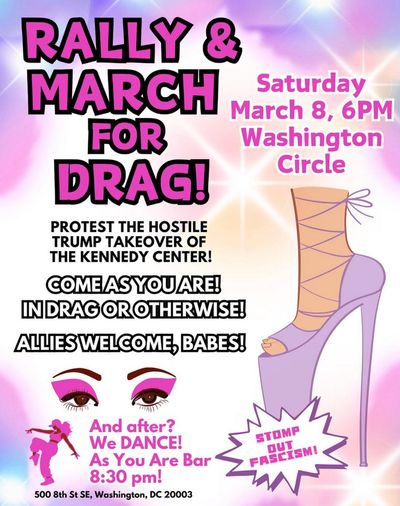 RALLY &
MARCH
FOR
DRAG!
Saturday
March 8, 6PM
Washington
Circle
PROTEST THE HOSTILE
TRUMP TAKEOVER OF
THE KENNEDY CENTER!
COME AS YOU ARE!
IN DRAG OR OTHERWISE!
ALLIES WELCOME, BABES!
And after?
We DANCE!
As You Are Bar
8:30 pm!
500 8th St SE, Washington, DC 20003
STOMP
OUT
FASCISM!